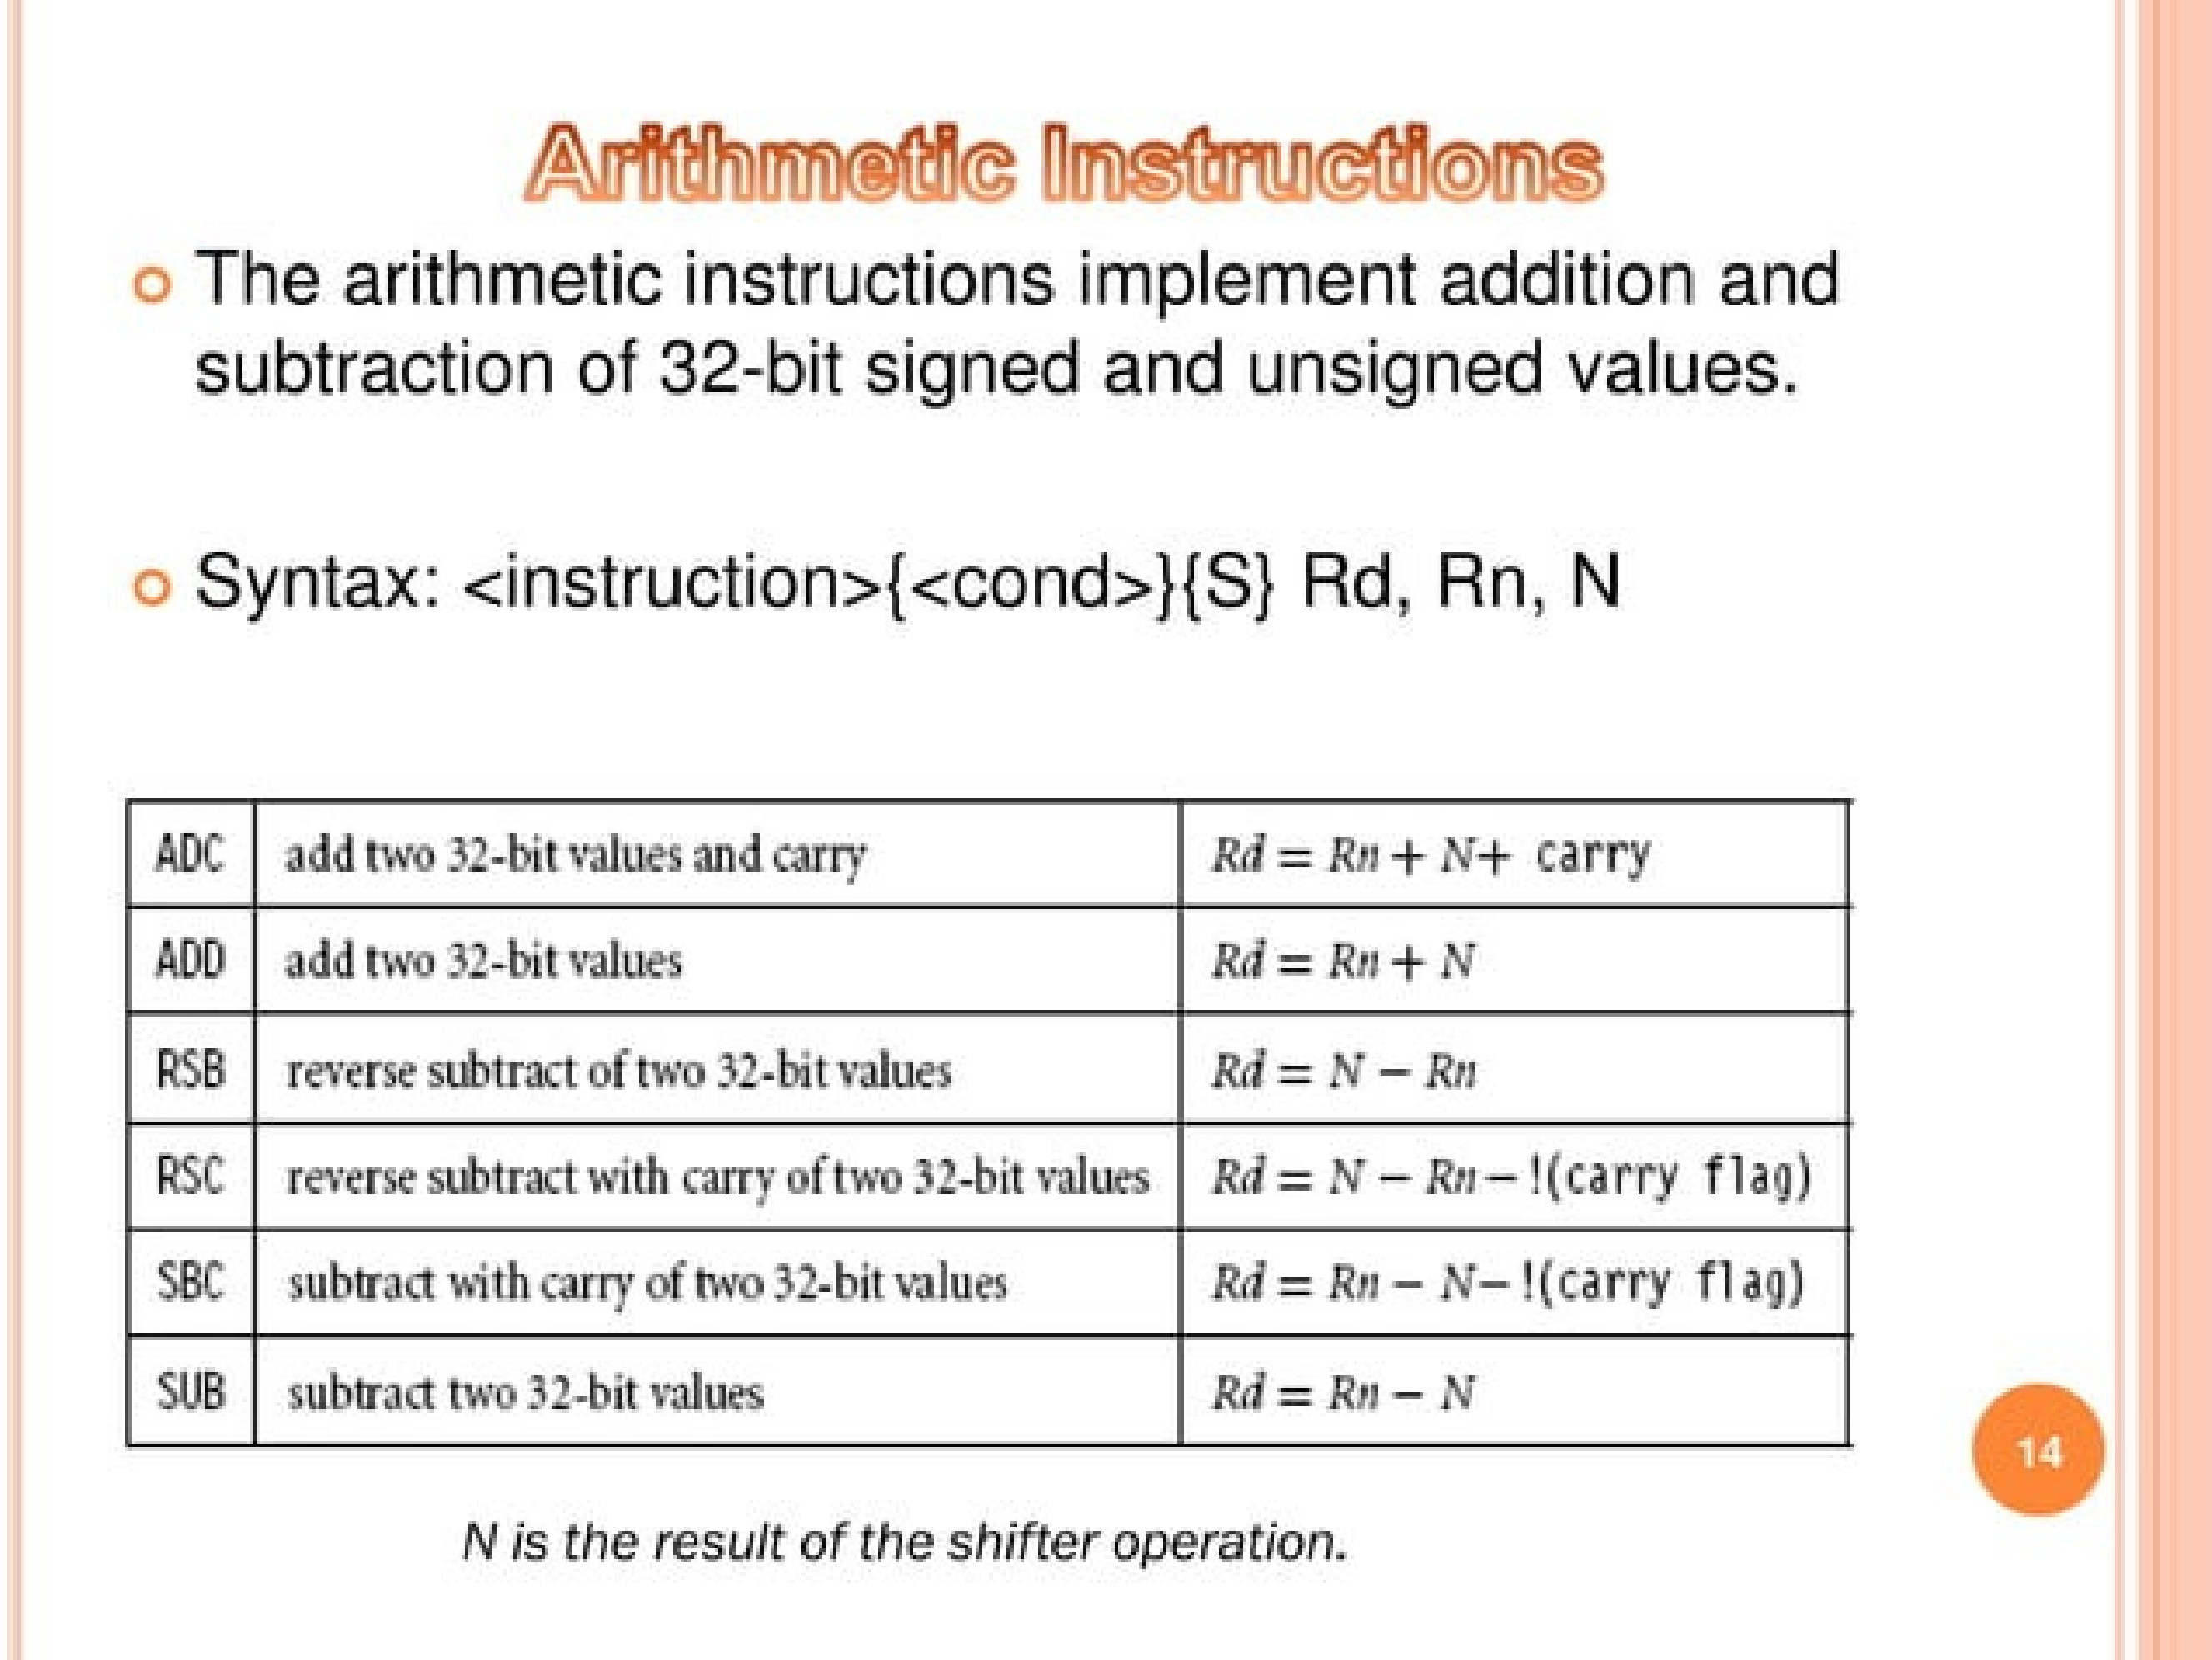 Arithmetic Instructions
The arithmetic instructions implement addition and
subtraction of 32-bit signed and unsigned values.
Syntax: <instruction>{<cond>}{S} Rd, Rn, N
ADC add two 32-bit values and carry Rd = Rn + N+ carry
ADD add two 32-bit values Rd = Rn + N
RSB reverse subtract of two 32-bit values Rd = N − Rn
RSC reverse subtract with carry of two 32-bit values Rd = N − Rn − !(carry flag)
SBC subtract with carry of two 32-bit values Rd = Rn − N− !(carry flag)
SUB subtract two 32-bit values Rd = Rn − N
14
N is the result of the shifter operation.